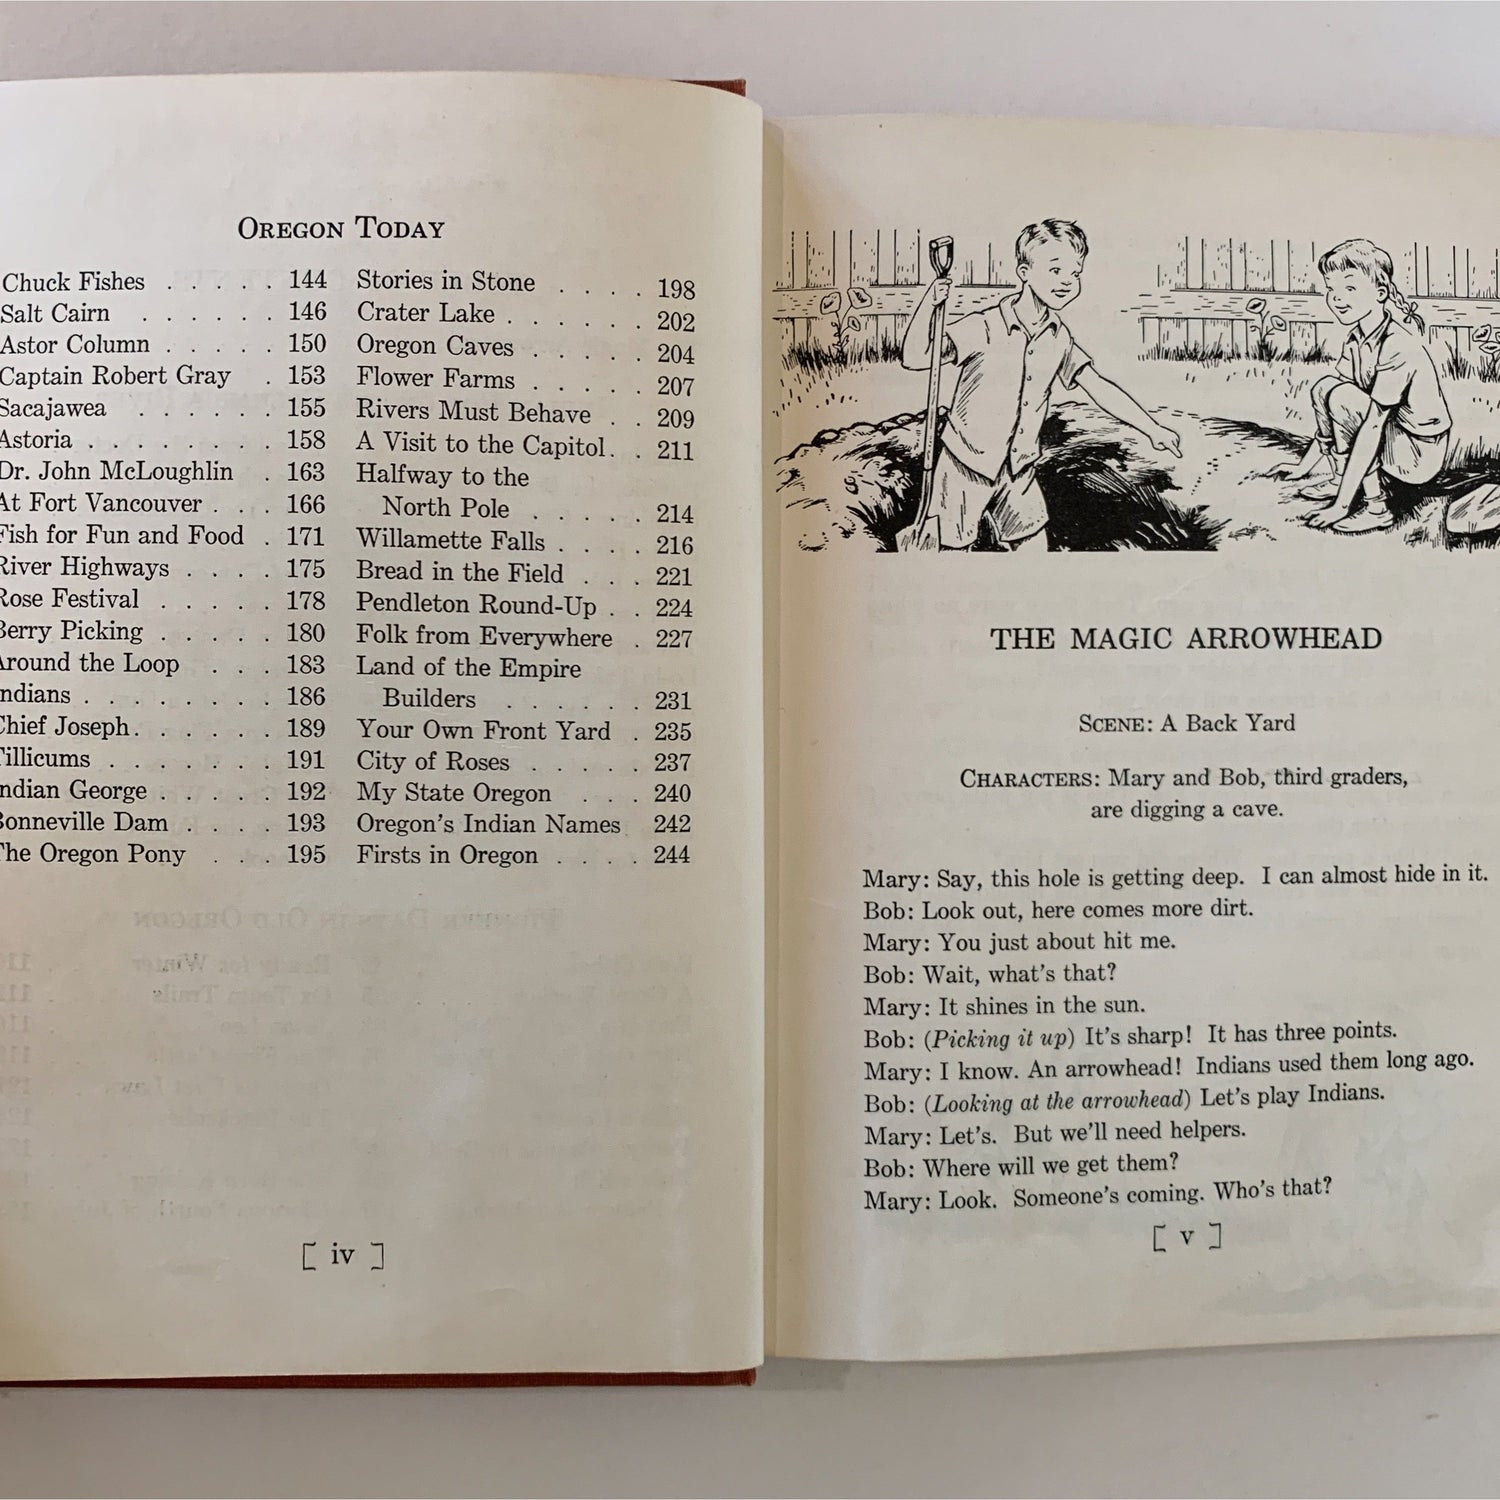 OREGON TODAY
Chuck Fishes . . . . . 144
Salt Cairn . . . . . . 146
Astor Column . . . . . 150
Captain Robert Gray . 153
Sacajawea . . . . . . 155
Astoria . . . . . . . . 158
Dr. John McLoughlin . 163
At Fort Vancouver . . . 166
Fish for Fun and Food . 171
River Highways . . . . 175
Rose Festival . . . . . 178
Berry Picking . . . . . 180
Around the Loop . . . 183
ndians . . . . . . . . 186
Chief Joseph . . . . . . 189
Tillicums . . . . . . . 191
ndian George . . . . . 192
Bonneville Dam . . . . 193
The Oregon Pony . . . 195
Stories in Stone . . . . 198
Crater Lake . . . . . . 202
Oregon Caves . . . . . 204
Flower Farms . . . . . 207
Rivers Must Behave . . 209
A Visit to the Capitol . . 211
Halfway to the
North Pole . . . . . 214
Willamette Falls . . . . 216
Bread in the Field . . . 221
Pendleton Round-Up . . 224
Folk from Everywhere . 227
Land of the Empire
Builders . . . . . . 231
Your Own Front Yard . 235
City of Roses . . . . . 237
My State Oregon . . . 240
Oregon's Indian Names 242
Firsts in Oregon . . . . 244
[ iv ]
THE MAGIC ARROWHEAD
SCENE: A Back Yard
CHARACTERS: Mary and Bob, third graders,
are digging a cave.
Mary: Say, this hole is getting deep. I can almost hide in it.
Bob: Look out, here comes more dirt.
Mary: You just about hit me.
Bob: Wait, what's that?
Mary: It shines in the sun.
Bob: (Picking it up) It's sharp! It has three points.
Mary: I know. An arrowhead! Indians used them long ago.
Bob: (Looking at the arrowhead) Let's play Indians.
Mary: Let's. But we'll need helpers.
Bob: Where will we get them?
Mary: Look. Someone's coming. Who's that?
[ v ]